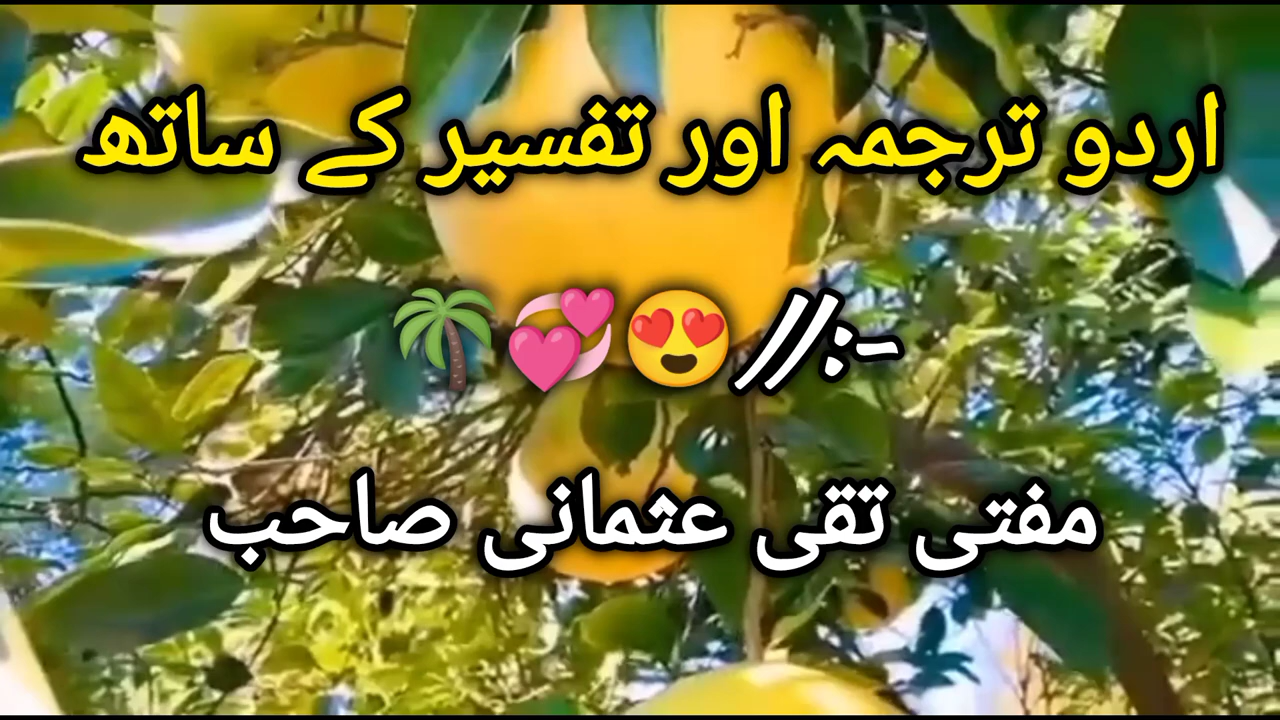 اردو ترجمہ اور تفسیر کے ساتھ
🌴💞😍//:-
مفتی تقی عثمانی صاحب